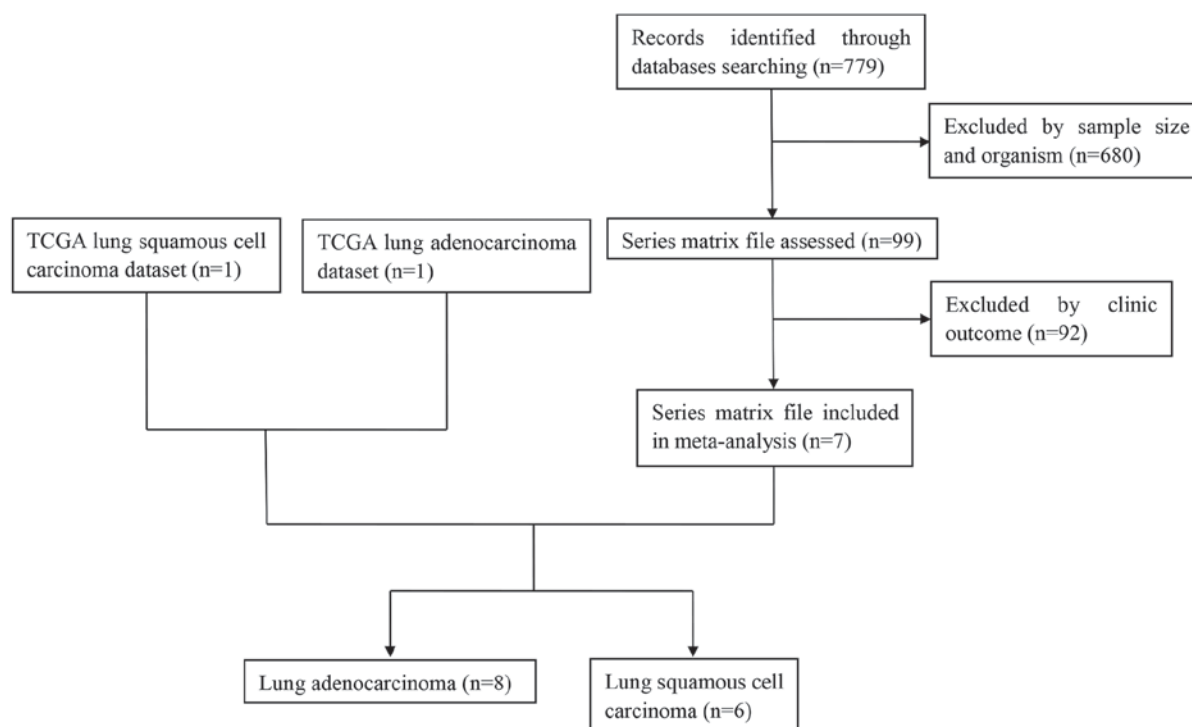 Records identified through
databases searching (n=779)
Excluded by sample size
and organism (n=680)
TCGA lung squamous cell
carcinoma dataset (n=1)
TCGA lung adenocarcinoma
dataset (n=1)
Series matrix file assessed (n=99)
Excluded by clinic
outcome (n=92)
Series matrix file included
in meta-analysis (n=7)
Lung adenocarcinoma (n=8)
Lung squamous cell
carcinoma (n=6)